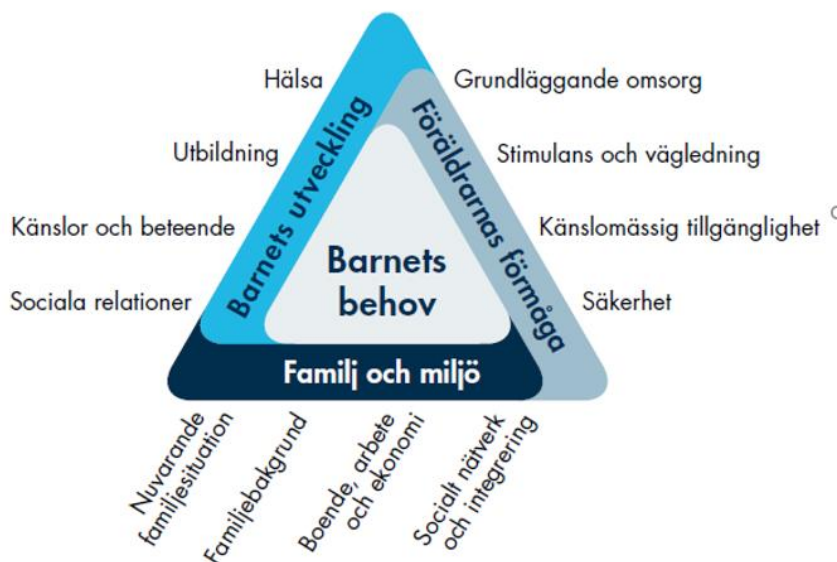 Hälsa
Utbildning
Känslor och beteende
Sociala relationer
Barnets utveckling
Barnets
behov
Föräldrarnas förmåga
Grundläggande omsorg
Stimulans och vägledning
Känslomässig tillgänglighet
Säkerhet
Familj och miljö
Nuvarande
familjesituation
Familjebakgrund
Boende, arbete
och ekonomi
Socialt nätverk
och integrering